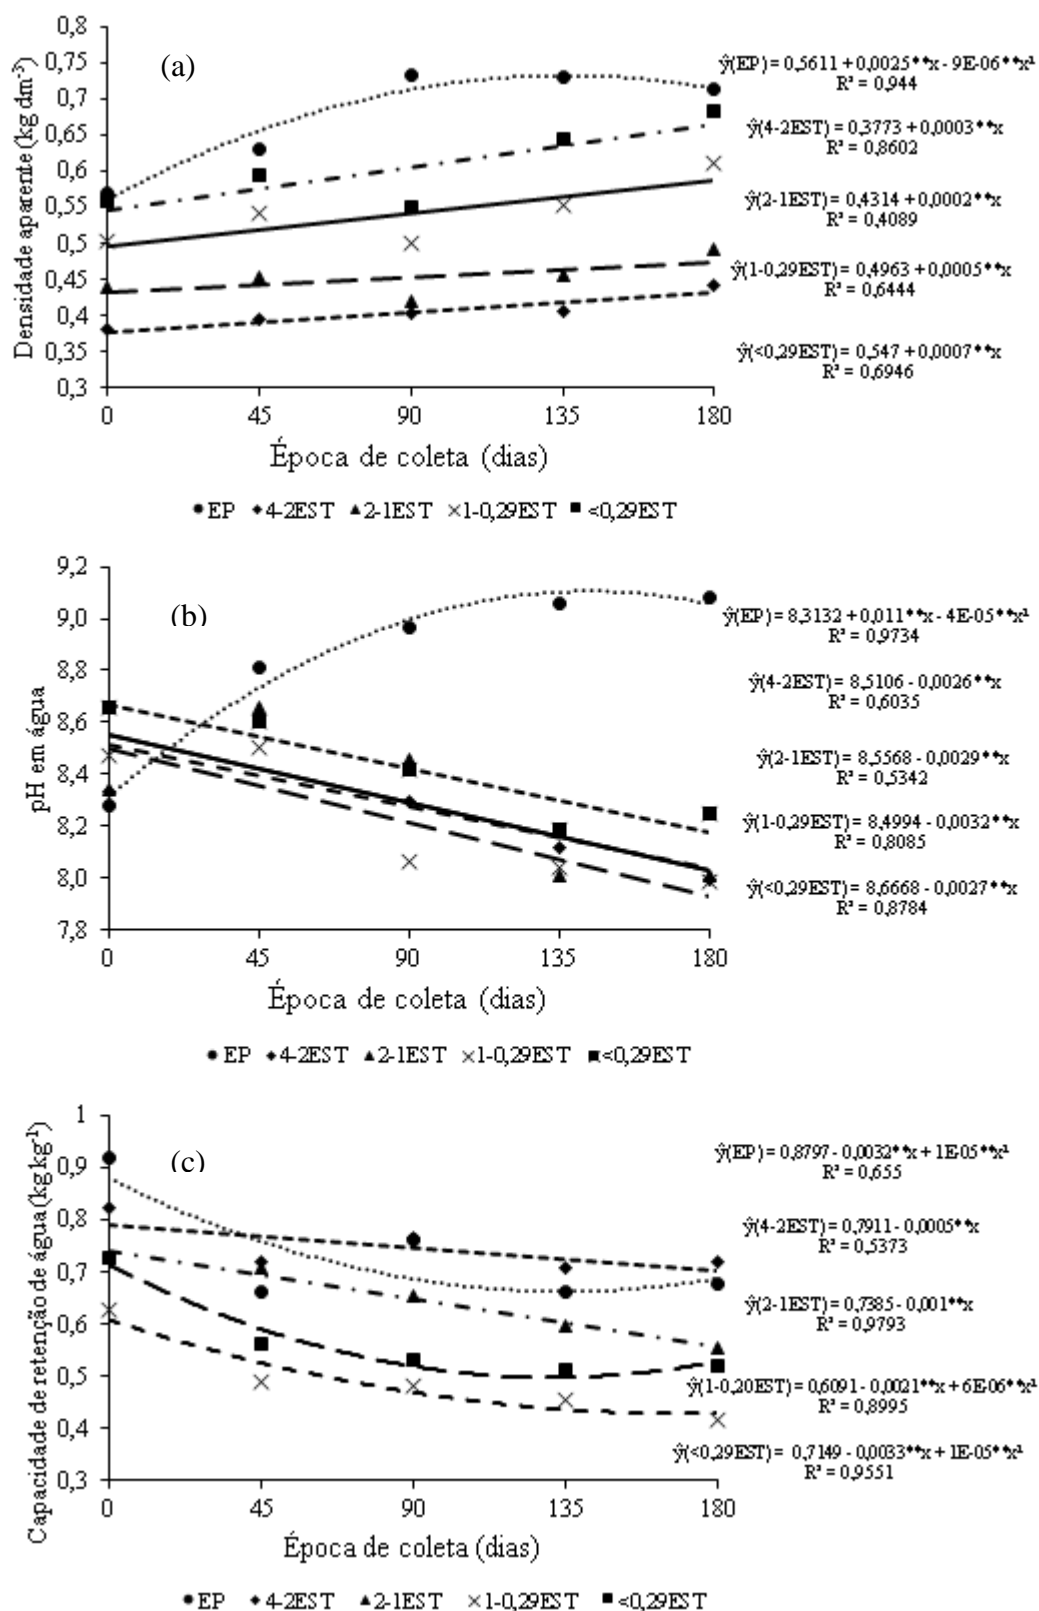 (a)
Densidade aparente (kg dm⁻³)
0,8
0,75
0,7
0,65
0,6
0,55
0,5
0,45
0,4
0,35
0,3
0 45 90 135 180
Época de coleta (dias)
ŷ(EP) = 0,5611 + 0,0025**x - 9E-06**x²
R² = 0,944
ŷ(4-2EST) = 0,3773 + 0,0003**x
R² = 0,8602
ŷ(2-1EST) = 0,4314 + 0,0002**x
R² = 0,4089
ŷ(1-0,29EST) = 0,4963 + 0,0005**x
R² = 0,6444
ŷ(<0,29EST) = 0,547 + 0,0007**x
R² = 0,6946
EP 4-2EST 2-1EST 1-0,29EST <0,29EST
(b)
pH em água
9,2
9,0
8,8
8,6
8,4
8,2
8,0
7,8
0 45 90 135 180
Época de coleta (dias)
ŷ(EP) = 8,3132 + 0,011**x - 4E-05**x²
R² = 0,9734
ŷ(4-2EST) = 8,5106 - 0,0026**x
R² = 0,6035
ŷ(2-1EST) = 8,5568 - 0,0029**x
R² = 0,5342
ŷ(1-0,29EST) = 8,4994 - 0,0032**x
R² = 0,8085
ŷ(<0,29EST) = 8,6668 - 0,0027**x
R² = 0,8784
EP 4-2EST 2-1EST 1-0,29EST <0,29EST
(c)
Capacidade de retenção de água (kg kg⁻¹)
1
0,9
0,8
0,7
0,6
0,5
0,4
0,3
0 45 90 135 180
Época de coleta (dias)
ŷ(EP) = 0,8797 - 0,0032**x + 1E-05**x²
R² = 0,655
ŷ(4-2EST) = 0,7911 - 0,0005**x
R² = 0,5373
ŷ(2-1EST) = 0,7385 - 0,001**x
R² = 0,9793
ŷ(1-0,20EST) = 0,6091 - 0,0021**x + 6E-06**x²
R² = 0,8995
ŷ(<0,29EST) = 0,7149 - 0,0033**x + 1E-05**x²
R² = 0,9551
EP 4-2EST 2-1EST 1-0,29EST <0,29EST